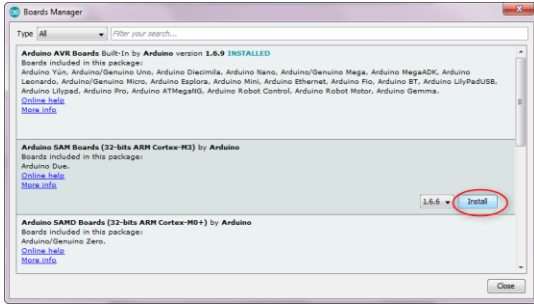 Boards Manager
Type All Filter your search...
Arduino AVR Boards Built-In by Arduino version 1.6.9 INSTALLED
Boards included in this package:
Arduino Yún, Arduino/Genuino Uno, Arduino Diecimila, Arduino Nano, Arduino/Genuino Mega, Arduino MegaADK, Arduino
Leonardo, Arduino/Genuino Micro, Arduino Esplora, Arduino Mini, Arduino Ethernet, Arduino Fio, Arduino BT, Arduino LilyPadUSB,
Arduino Lilypad, Arduino Pro, Arduino ATMegaNG, Arduino Robot Control, Arduino Robot Motor, Arduino Gemma.
Online help
More info
Arduino SAM Boards (32-bits ARM Cortex-M3) by Arduino
Boards included in this package:
Arduino Due.
Online help
More info
1.6.6 Install
Arduino SAMD Boards (32-bits ARM Cortex-M0+) by Arduino
Boards included in this package:
Arduino/Genuino Zero.
Online help
More info
Close